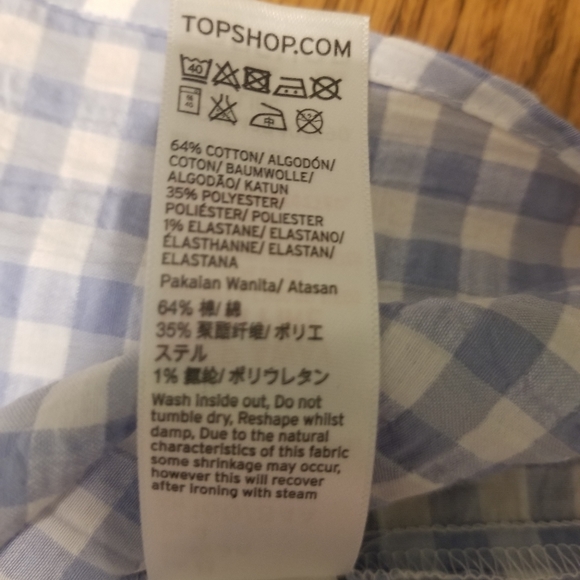 TOPSHOP.COM
40
40
中
64% COTTON/ ALGODÓN/
COTON/ BAUMWOLLE/
ALGODÃO/ KATUN
35% POLYESTER/
POLIÉSTER/ POLIESTER
1% ELASTANE/ ELASTANO/
ÉLASTHANNE/ ELASTAN/
ELASTANA
Pakaian Wanita/ Atasan
64% 棉/ 綿
35% 聚酯纤维/ ポリエ
ステル
1% 氨纶/ ポリウレタン
Wash Inside out, Do not
tumble dry, Reshape whilst
damp, Due to the natural
characteristics of this fabric
some shrinkage may occur,
however this will recover
after ironing with steam